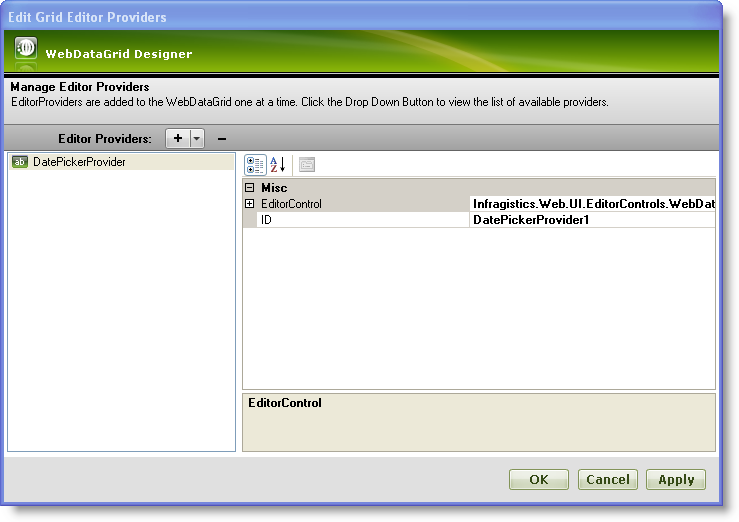 Edit Grid Editor Providers
WebDataGrid Designer
Manage Editor Providers
EditorProviders are added to the WebDataGrid one at a time. Click the Drop Down Button to view the list of available providers.
Editor Providers: + −
ab DatePickerProvider
A Z
Misc
EditorControl Infragistics.Web.UI.EditorControls.WebDat
ID DatePickerProvider1
EditorControl
OK Cancel Apply